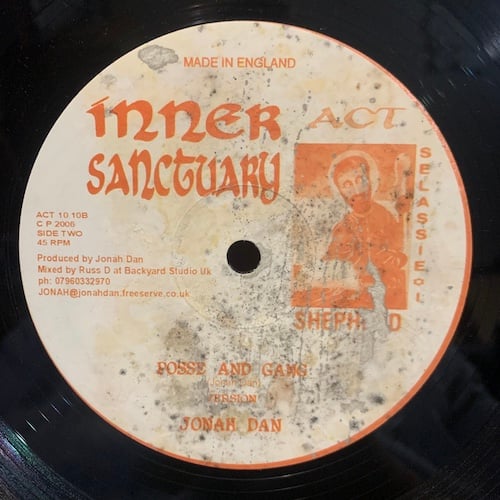 MADE IN ENGLAND
INNER
SANCTUARY
ACT
SELASSIE
ACT 10.10B
C P 2006
SIDE TWO
45 RPM
Produced by Jonah Dan
Mixed by Russ D at Backyard Studio Uk
ph: 07960332970
JONAH@jonahdan.freeserve.co.uk
POSSE AND GANG
(Jonah Dan)
VERSION
JONAH DAN